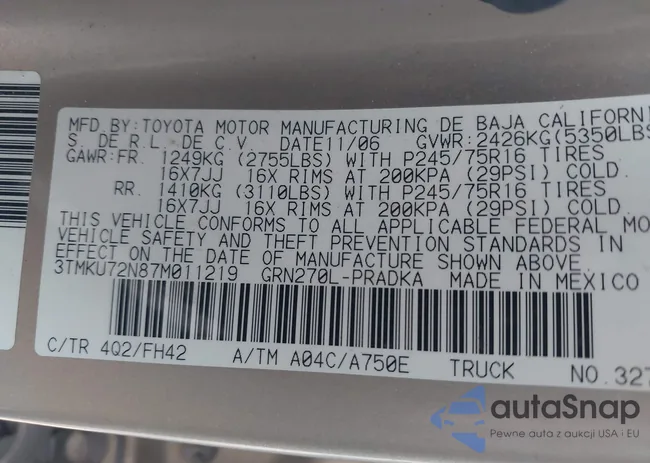 MFD BY: TOYOTA MOTOR MANUFACTURING DE BAJA CALIFORNI
S. DE R.L. DE C.V. DATE 11/06 GVWR: 2426KG(5350LBS
GAWR: FR. 1249KG (2755LBS) WITH P245/75R16 TIRES
16X7JJ 16X RIMS AT 200KPA (29PSI) COLD.
RR. 1410KG (3110LBS) WITH P245/75R16 TIRES
16X7JJ 16X RIMS AT 200KPA (29PSI) COLD.
THIS VEHICLE CONFORMS TO ALL APPLICABLE FEDERAL MO
VEHICLE SAFETY AND THEFT PREVENTION STANDARDS IN
EFFECT ON THE DATE OF MANUFACTURE SHOWN ABOVE.
3TMKU72N87M011219 GRN270L-PRADKA MADE IN MEXICO
C/TR 4Q2/FH42 A/TM A04C/A750E TRUCK NO.327
autaSnap
Pewne auta z aukcji USA i EU